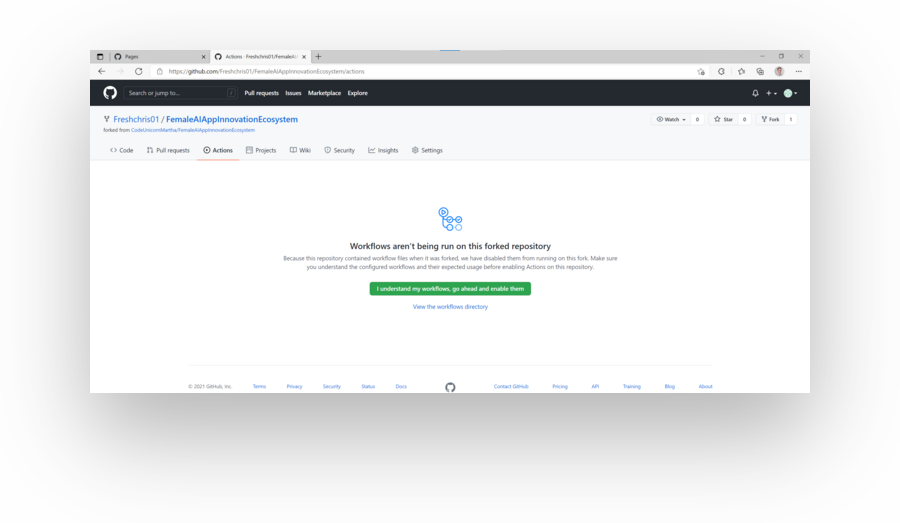 Pages
Actions · Freshchris01/FemaleAI
https://github.com/Freshchris01/FemaleAIAppInnovationEcosystem/actions
Search or jump to...
/
Pull requests Issues Marketplace Explore
Freshchris01 / FemaleAIAppInnovationEcosystem
Watch 0 Star 0 Fork 1
forked from CodeUnicornMartha/FemaleAIAppInnovationEcosystem
Code Pull requests Actions Projects Wiki Security Insights Settings
Workflows aren't being run on this forked repository
Because this repository contained workflow files when it was forked, we have disabled them from running on this fork. Make sure
you understand the configured workflows and their expected usage before enabling Actions on this repository.
I understand my workflows, go ahead and enable them
View the workflows directory
© 2021 GitHub, Inc. Terms Privacy Security Status Docs Contact GitHub Pricing API Training Blog About